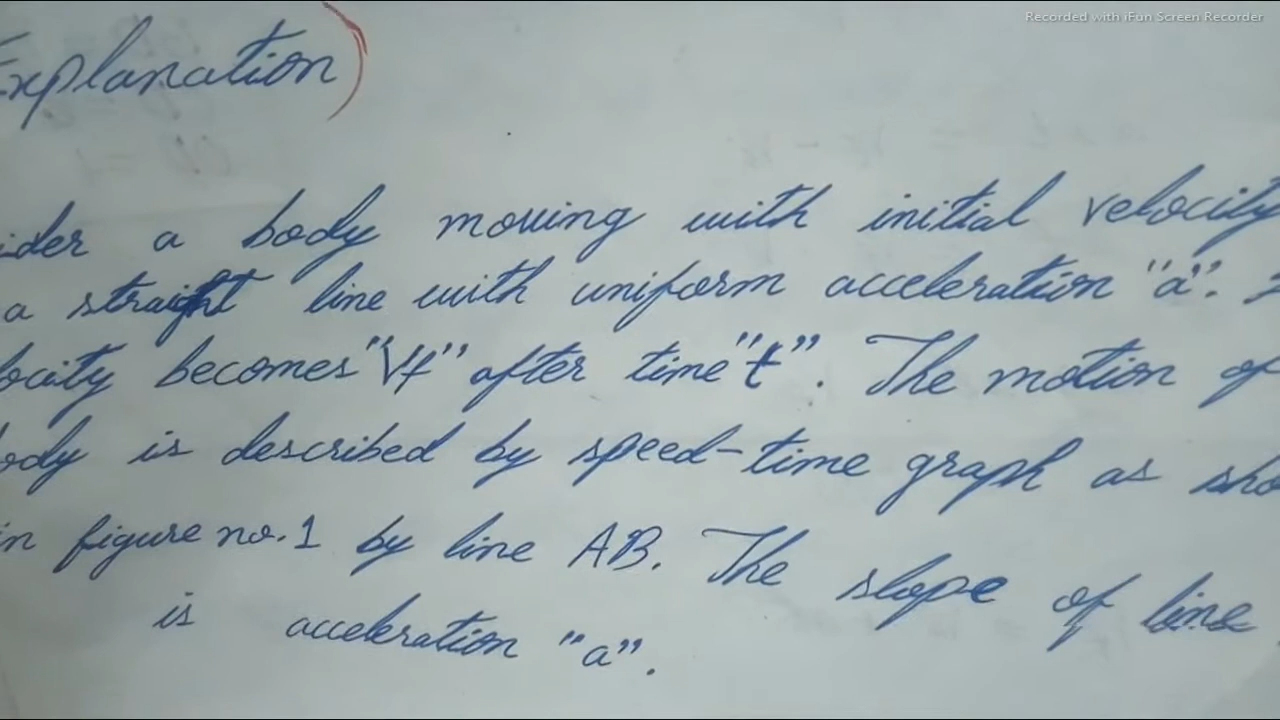 Recorded with iFun Screen Recorder
Explanation)
ider a body moving with initial velocity
a straight line with uniform acceleration "a".
locity becomes "Vf" after time "t". The motion of
ody is described by speed-time graph as sho
in figure no.1 by line AB. The slope of line
is acceleration "a".